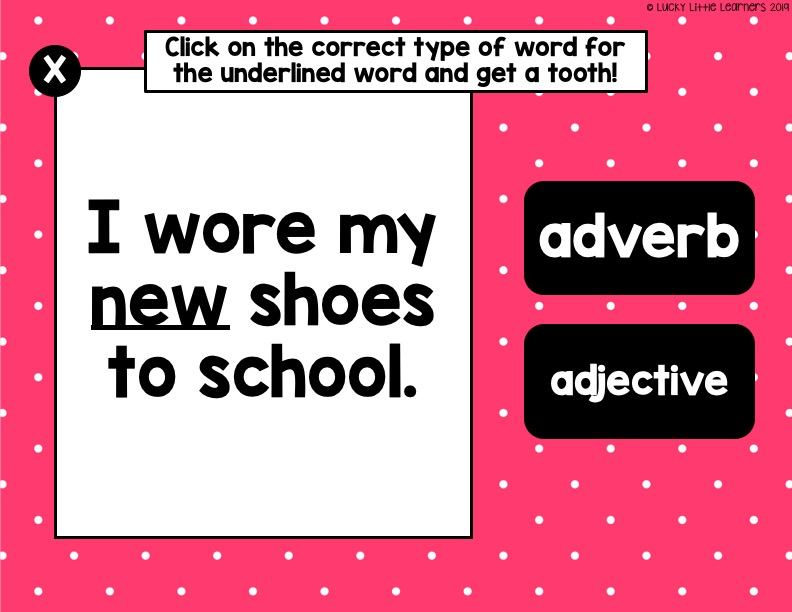 © Lucky Little Learners 2019
Click on the correct type of word for
the underlined word and get a tooth!
X
I wore my
new shoes
to school.
adverb
adjective